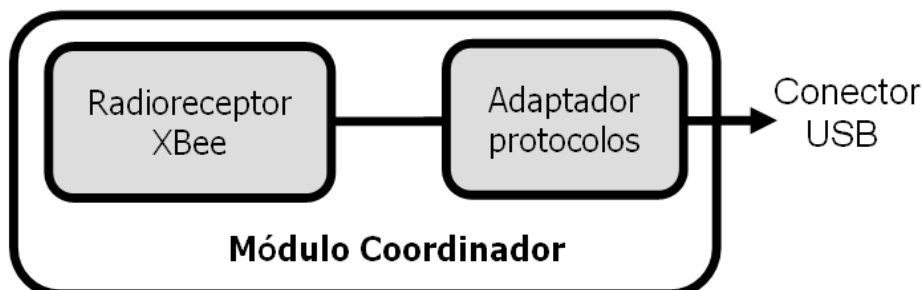 Radioreceptor
XBee
Adaptador
protocolos
Conector
USB
Módulo Coordinador